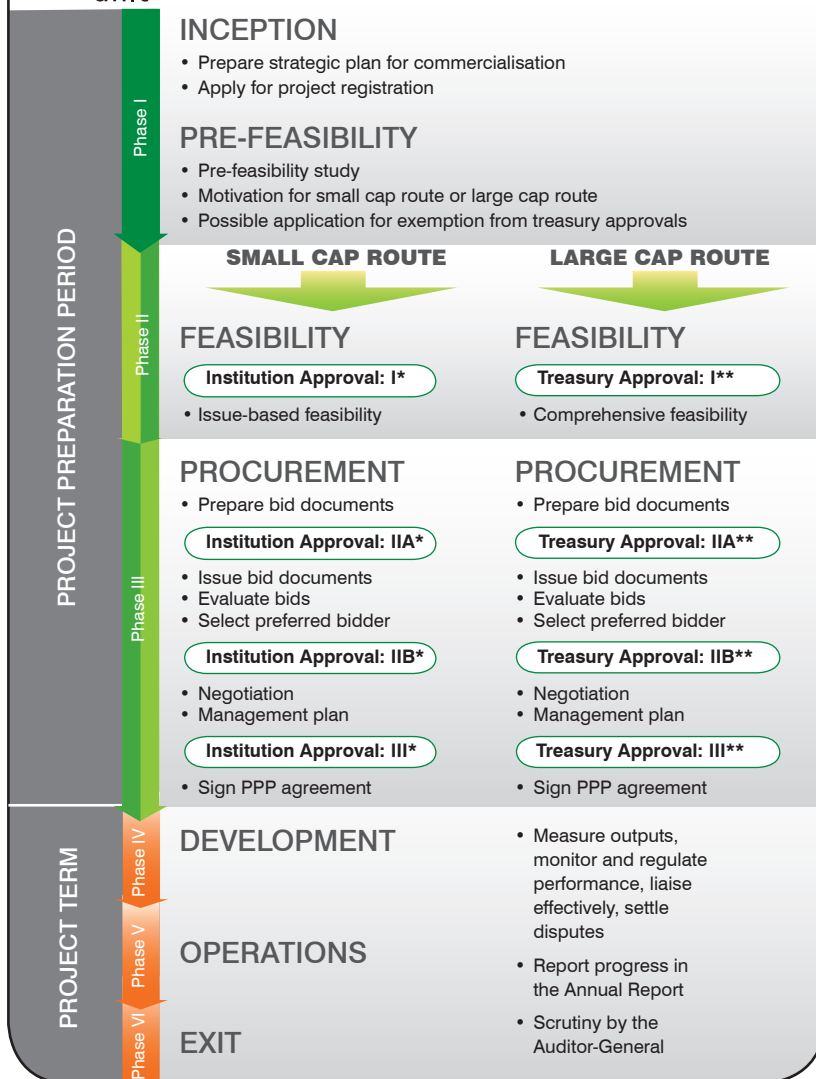 PROJECT PREPARATION PERIOD
Phase I
INCEPTION
• Prepare strategic plan for commercialisation
• Apply for project registration
PRE-FEASIBILITY
• Pre-feasibility study
• Motivation for small cap route or large cap route
• Possible application for exemption from treasury approvals
Phase II
SMALL CAP ROUTE
FEASIBILITY
Institution Approval: I*
• Issue-based feasibility
LARGE CAP ROUTE
FEASIBILITY
Treasury Approval: I**
• Comprehensive feasibility
Phase III
PROCUREMENT
• Prepare bid documents
Institution Approval: IIA*
• Issue bid documents
• Evaluate bids
• Select preferred bidder
Institution Approval: IIB*
• Negotiation
• Management plan
Institution Approval: III*
• Sign PPP agreement
PROCUREMENT
• Prepare bid documents
Treasury Approval: IIA**
• Issue bid documents
• Evaluate bids
• Select preferred bidder
Treasury Approval: IIB**
• Negotiation
• Management plan
Treasury Approval: III**
• Sign PPP agreement
PROJECT TERM
Phase IV
DEVELOPMENT
Phase V
OPERATIONS
Phase VI
EXIT
• Measure outputs,
monitor and regulate
performance, liaise
effectively, settle
disputes
• Report progress in
the Annual Report
• Scrutiny by the
Auditor-General